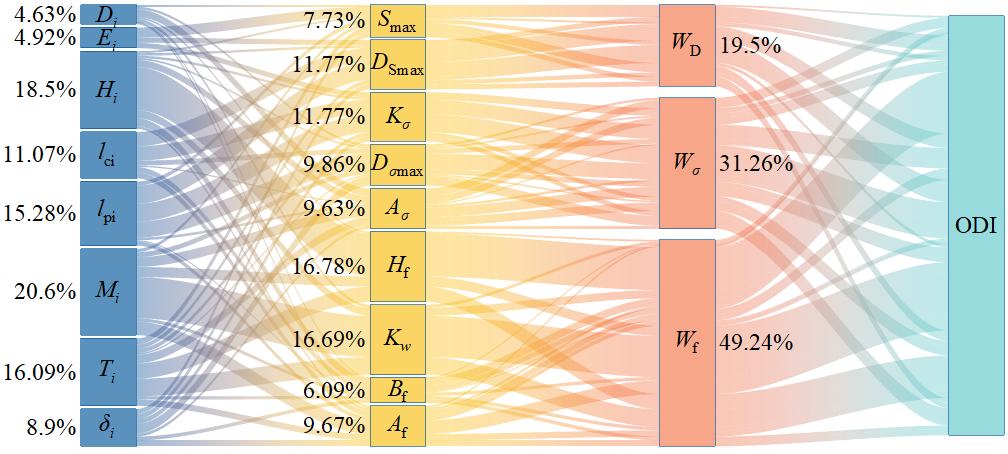 4.63% D_i
4.92% E_i
18.5% H_i
11.07% l_ci
15.28% l_pi
20.6% M_i
16.09% T_i
8.9% δ_i
7.73% S_max
11.77% D_Smax
11.77% K_σ
9.86% D_σmax
9.63% A_σ
16.78% H_f
16.69% K_w
6.09% B_f
9.67% A_f
W_D 19.5%
W_σ 31.26%
W_f 49.24%
ODI